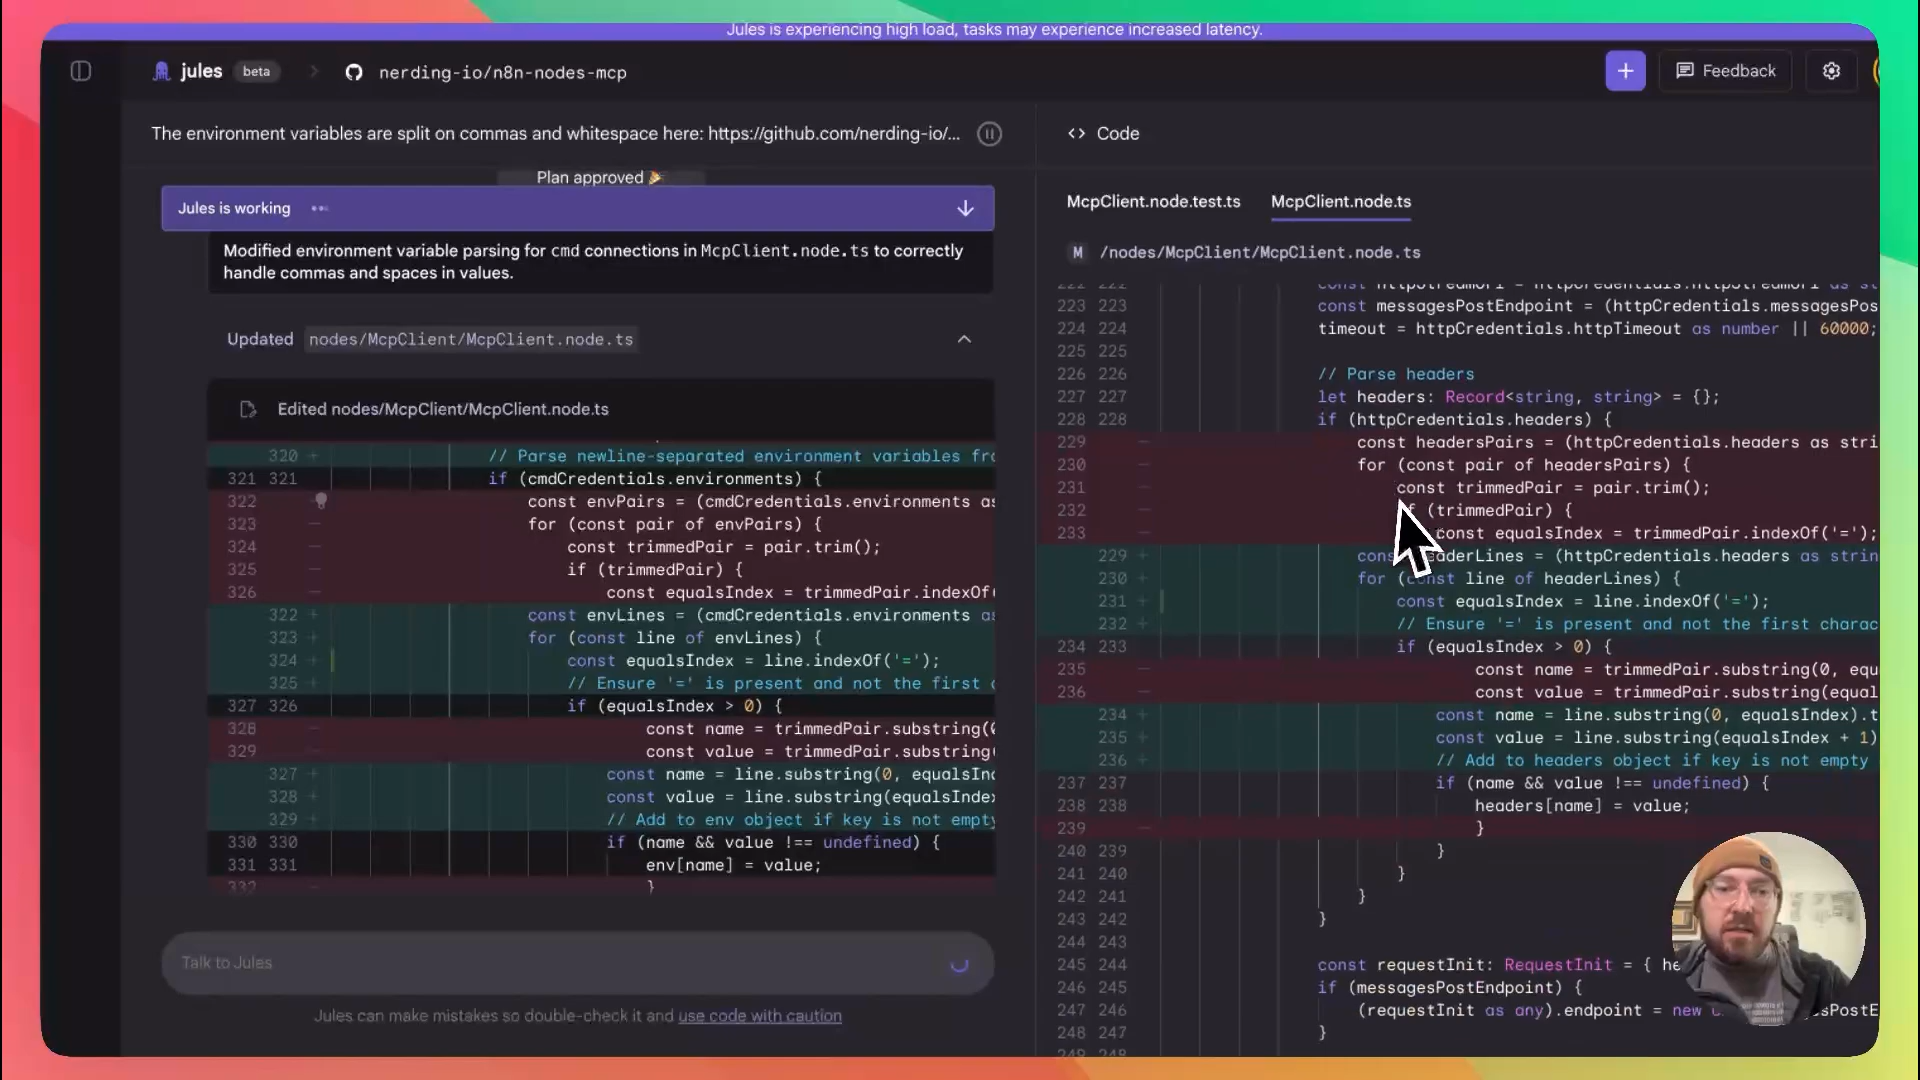 Jules is experiencing high load, tasks may experience increased latency.
jules beta
nerding-io/n8n-nodes-mcp
Feedback
The environment variables are split on commas and whitespace here: https://github.com/nerding-io/...
Plan approved 🎉
Jules is working
Modified environment variable parsing for cmd connections in McpClient.node.ts to correctly
handle commas and spaces in values.
Updated nodes/McpClient/McpClient.node.ts
Edited nodes/McpClient/McpClient.node.ts
320 + // Parse newline-separated environment variables fr
321 321 if (cmdCredentials.environments) {
322 − const envPairs = (cmdCredentials.environments as
323 − for (const pair of envPairs) {
324 − const trimmedPair = pair.trim();
325 − if (trimmedPair) {
326 − const equalsIndex = trimmedPair.indexOf(
322 + const envLines = (cmdCredentials.environments as
323 + for (const line of envLines) {
324 + const equalsIndex = line.indexOf('=');
325 + // Ensure '=' is present and not the first
327 326 if (equalsIndex > 0) {
328 − const name = trimmedPair.substring(0
329 − const value = trimmedPair.substring(
327 + const name = line.substring(0, equalsInd
328 + const value = line.substring(equalsIndex
329 + // Add to env object if key is not empty
330 330 if (name && value !== undefined) {
331 331 env[name] = value;
332 − }
Talk to Jules
Jules can make mistakes so double-check it and use code with caution
<> Code
McpClient.node.test.ts McpClient.node.ts
M /nodes/McpClient/McpClient.node.ts
223 223 const messagesPostEndpoint = (httpCredentials.messagesPos
224 224 timeout = httpCredentials.httpTimeout as number || 60000;
225 225
226 226 // Parse headers
227 227 let headers: Record<string, string> = {};
228 228 if (httpCredentials.headers) {
229 − const headersPairs = (httpCredentials.headers as stri
230 − for (const pair of headersPairs) {
231 − const trimmedPair = pair.trim();
232 − (trimmedPair) {
233 − const equalsIndex = trimmedPair.indexOf('=');
229 + headerLines = (httpCredentials.headers as strin
230 + for (const line of headerLines) {
231 + const equalsIndex = line.indexOf('=');
232 + // Ensure '=' is present and not the first charac
234 233 if (equalsIndex > 0) {
235 − const name = trimmedPair.substring(0, equ
236 − const value = trimmedPair.substring(equal
234 + const name = line.substring(0, equalsIndex).t
235 + const value = line.substring(equalsIndex + 1)
236 + // Add to headers object if key is not empty
237 237 if (name && value !== undefined) {
238 238 headers[name] = value;
239 − }
240 239 }
241 240 }
242 241 }
243 242 }
244 243
245 244 const requestInit: RequestInit = { he
246 245 if (messagesPostEndpoint) {
247 246 (requestInit as any).endpoint = new sPostE
248 247 }
249 248